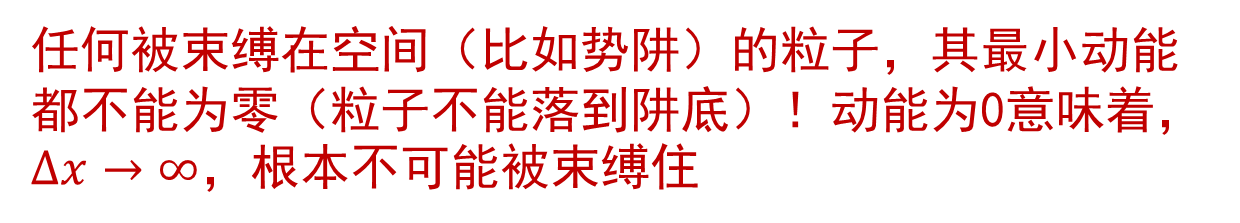 任何被束缚在空间（比如势阱）的粒子，其最小动能
都不能为零（粒子不能落到阱底）！动能为0意味着，
Δ𝑥 → ∞，根本不可能被束缚住